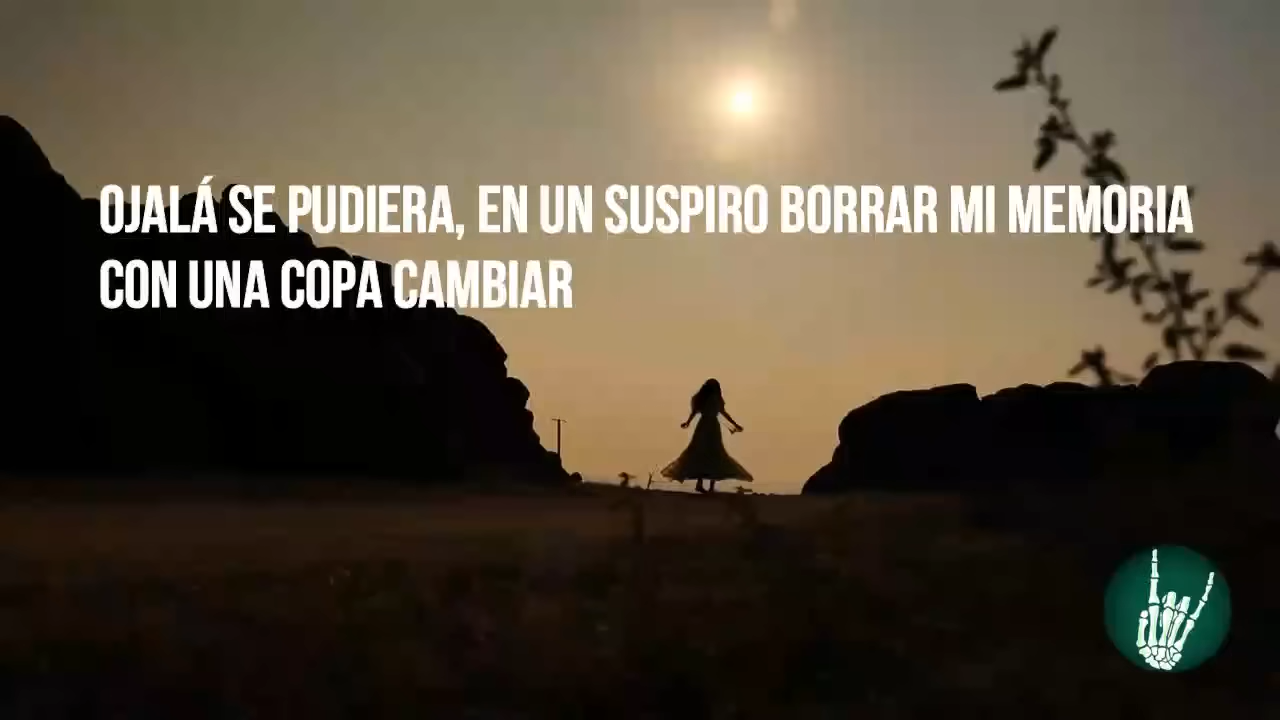 OJALÁ SE PUDIERA, EN UN SUSPIRO BORRAR MI MEMORIA
CON UNA COPA CAMBIAR